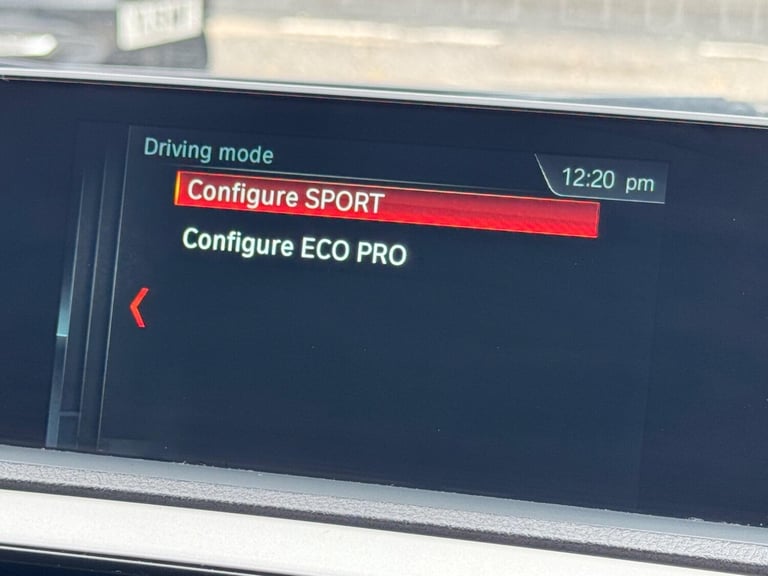 Driving mode
12:20 pm
Configure SPORT
Configure ECO PRO